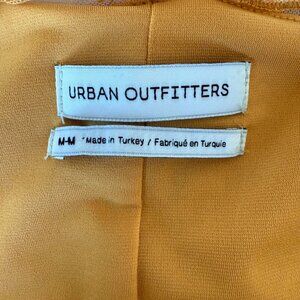 URBAN OUTFITTERS
M-M Made in Turkey / Fabriqué en Turquie